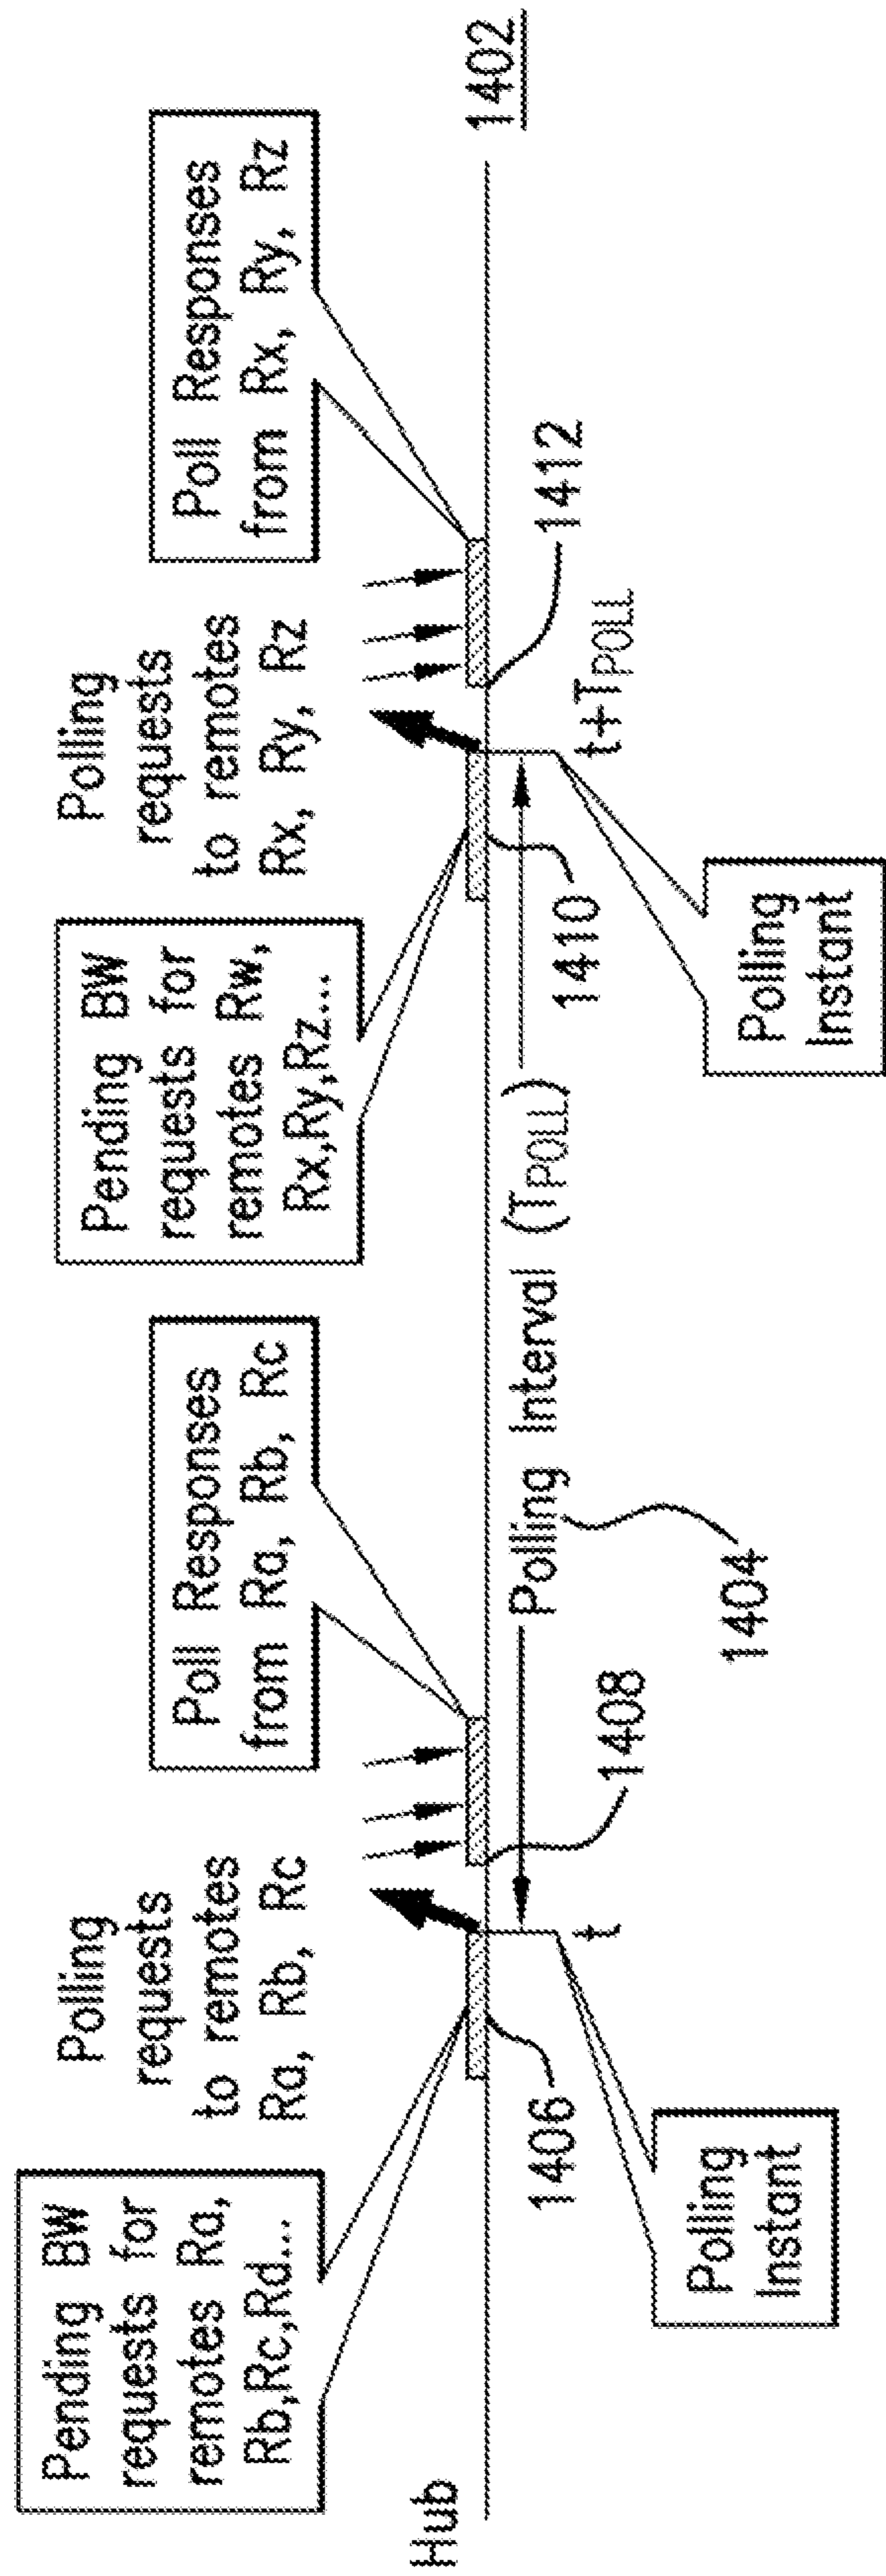 Pending BW
requests for
remotes Ra,
Rb,Rc,Rd...
Polling
requests
to remotes
Ra, Rb, Rc
Poll Responses
from Ra, Rb, Rc
Pending BW
requests for
remotes Rw,
Rx,Ry,Rz...
Polling
requests
to remotes
Rx, Ry, Rz
Poll Responses
from Rx, Ry, Rz
Hub
1402
1406
t
1408
Polling Interval (TPOLL)
1404
1410
t+TPOLL
1412
Polling
Instant
Polling
Instant